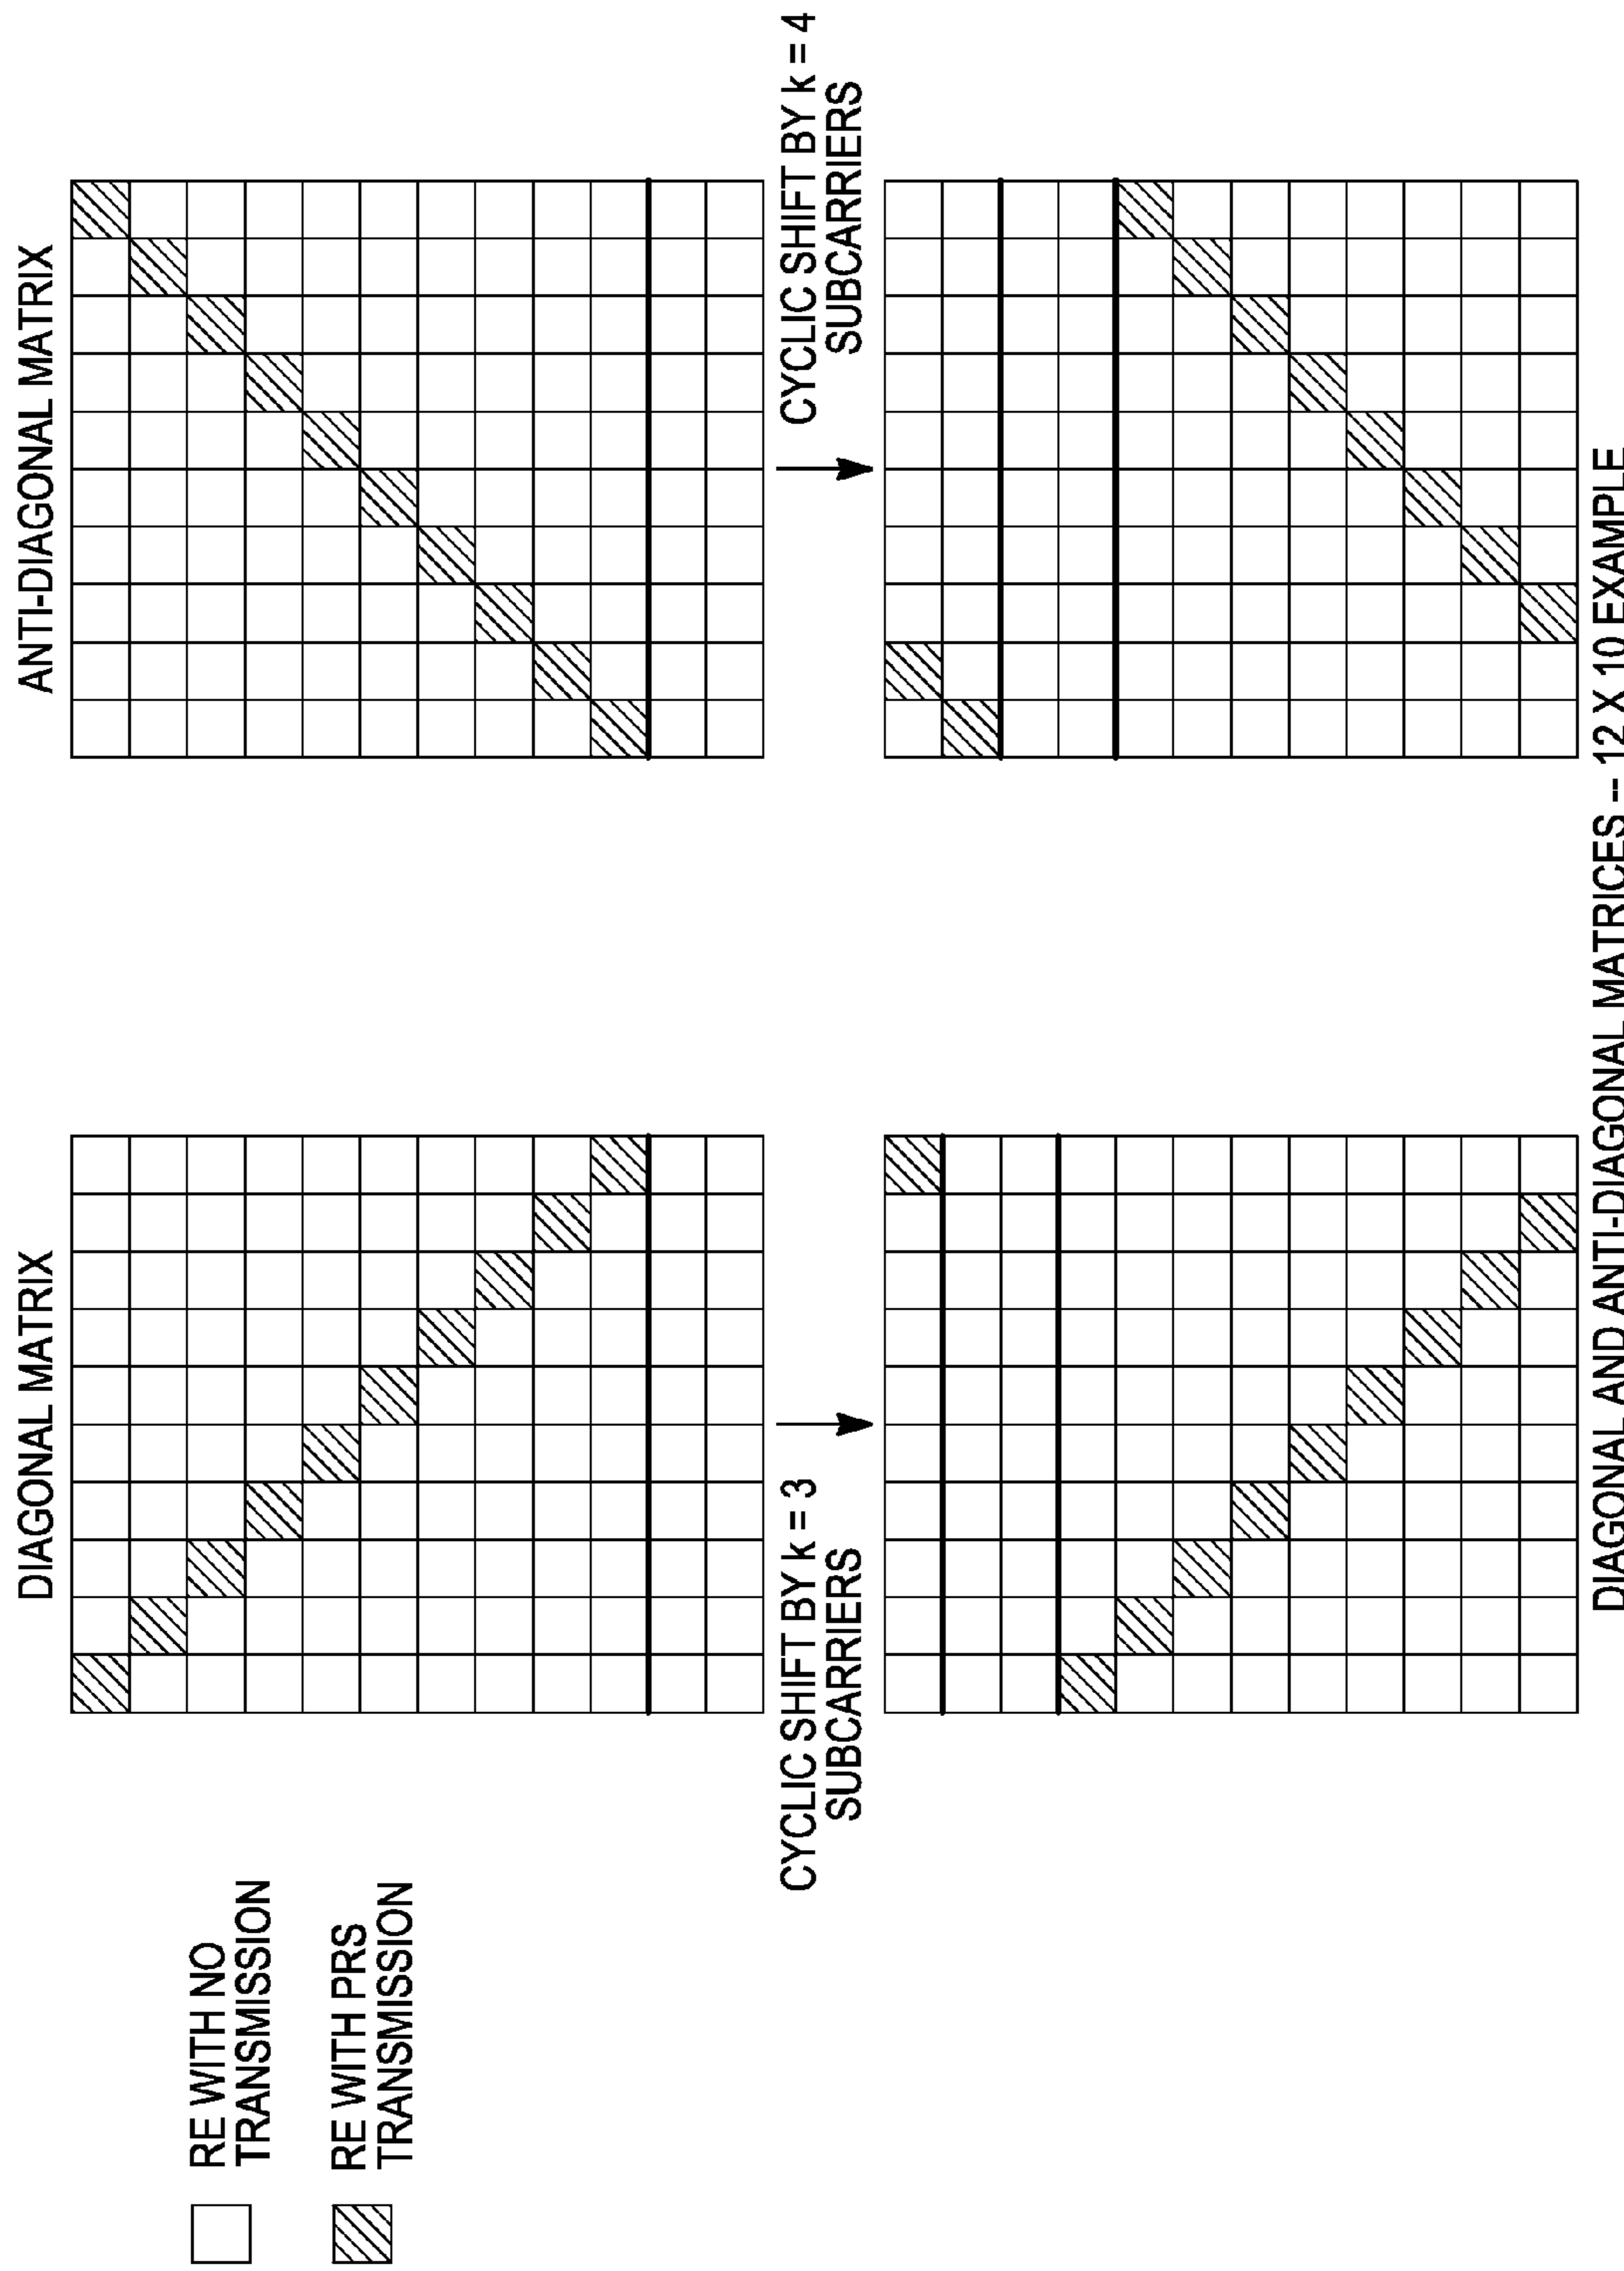 RE WITH NO
TRANSMISSION
RE WITH PRS
TRANSMISSION
DIAGONAL MATRIX
ANTI-DIAGONAL MATRIX
CYCLIC SHIFT BY k = 3
SUBCARRIERS
CYCLIC SHIFT BY k = 4
SUBCARRIERS
DIAGONAL AND ANTI-DIAGONAL MATRICES -- 12 X 10 EXAMPLE